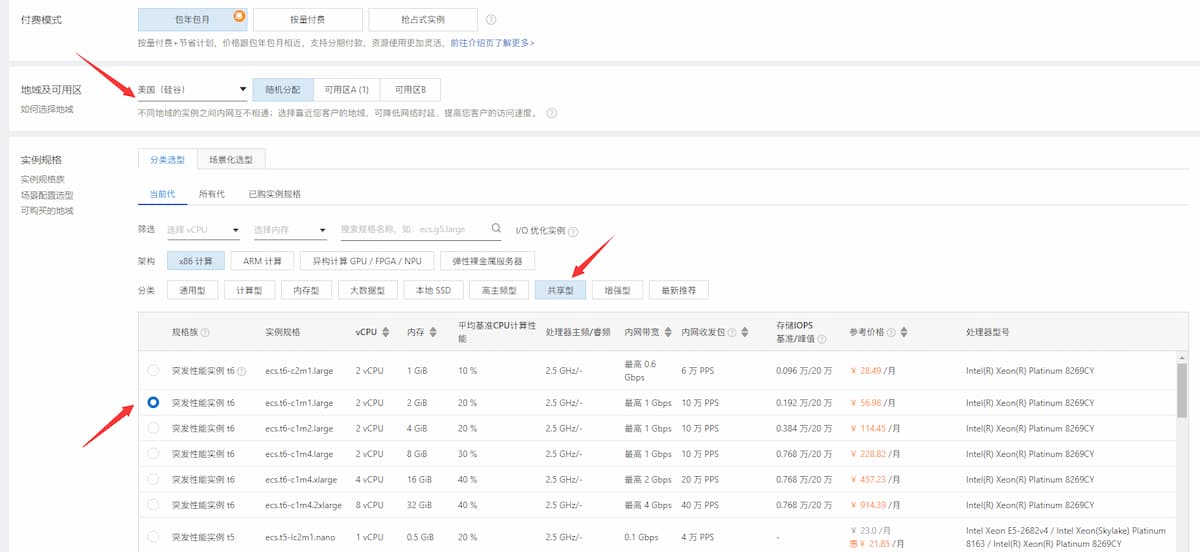 付费模式
包年包月 惠 按量付费 抢占式实例
按量付费+节省计划，价格跟包年包月相近，支持分期付款，资源使用更加灵活，前往介绍页了解更多>
地域及可用区
美国（硅谷） 随机分配 可用区A (1) 可用区B
如何选择地域
不同地域的实例之间内网互不相通；选择靠近您客户的地域，可降低网络时延、提高您客户的访问速度。
实例规格
分类选型 场景化选型
实例规格族
场景配置选型
可购买的地域
当前代 所有代 已购实例规格
筛选 选择 vCPU 选择内存 搜索规格名称，如：ecs.g5.large I/O 优化实例
架构 x86 计算 ARM 计算 异构计算 GPU / FPGA / NPU 弹性裸金属服务器
分类 通用型 计算型 内存型 大数据型 本地 SSD 高主频型 共享型 增强型 最新推荐
规格族 实例规格 vCPU 内存 平均基准CPU计算性能 处理器主频/睿频 内网带宽 内网收发包 存储IOPS 基准/峰值 参考价格 处理器型号
突发性能实例 t6 ecs.t6-c2m1.large 2 vCPU 1 GiB 10 % 2.5 GHz/- 最高 0.6 Gbps 6 万 PPS 0.096 万/20 万 ¥ 28.49 /月 Intel(R) Xeon(R) Platinum 8269CY
突发性能实例 t6 ecs.t6-c1m1.large 2 vCPU 2 GiB 20 % 2.5 GHz/- 最高 1 Gbps 10 万 PPS 0.192 万/20 万 ¥ 56.98 /月 Intel(R) Xeon(R) Platinum 8269CY
突发性能实例 t6 ecs.t6-c1m2.large 2 vCPU 4 GiB 20 % 2.5 GHz/- 最高 1 Gbps 10 万 PPS 0.384 万/20 万 ¥ 114.45 /月 Intel(R) Xeon(R) Platinum 8269CY
突发性能实例 t6 ecs.t6-c1m4.large 2 vCPU 8 GiB 30 % 2.5 GHz/- 最高 1 Gbps 10 万 PPS 0.768 万/20 万 ¥ 228.82 /月 Intel(R) Xeon(R) Platinum 8269CY
突发性能实例 t6 ecs.t6-c1m4.xlarge 4 vCPU 16 GiB 40 % 2.5 GHz/- 最高 2 Gbps 20 万 PPS 0.768 万/20 万 ¥ 457.23 /月 Intel(R) Xeon(R) Platinum 8269CY
突发性能实例 t6 ecs.t6-c1m4.2xlarge 8 vCPU 32 GiB 40 % 2.5 GHz/- 最高 4 Gbps 40 万 PPS 0.768 万/20 万 ¥ 914.39 /月 Intel(R) Xeon(R) Platinum 8269CY
突发性能实例 t5 ecs.t5-lc2m1.nano 1 vCPU 0.5 GiB 20 % 2.5 GHz/- 0.1 Gbps 4 万 PPS - ¥ 23.0 /月 惠 ¥ 21.85 /月 Intel Xeon E5-2682v4 / Intel Xeon(Skylake) Platinum 8163 / Intel(R) Xeon(R) Platinum 8269CY